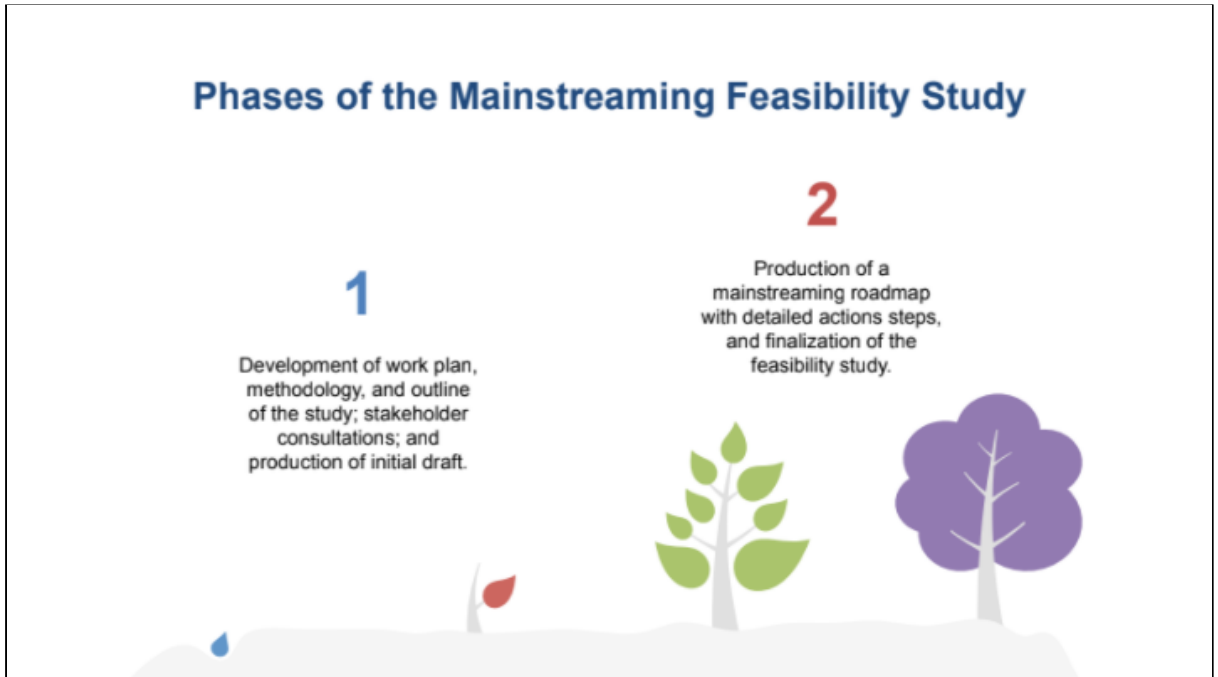 Phases of the Mainstreaming Feasibility Study
1
Development of work plan,
methodology, and outline
of the study; stakeholder
consultations; and
production of initial draft.
2
Production of a
mainstreaming roadmap
with detailed actions steps,
and finalization of the
feasibility study.